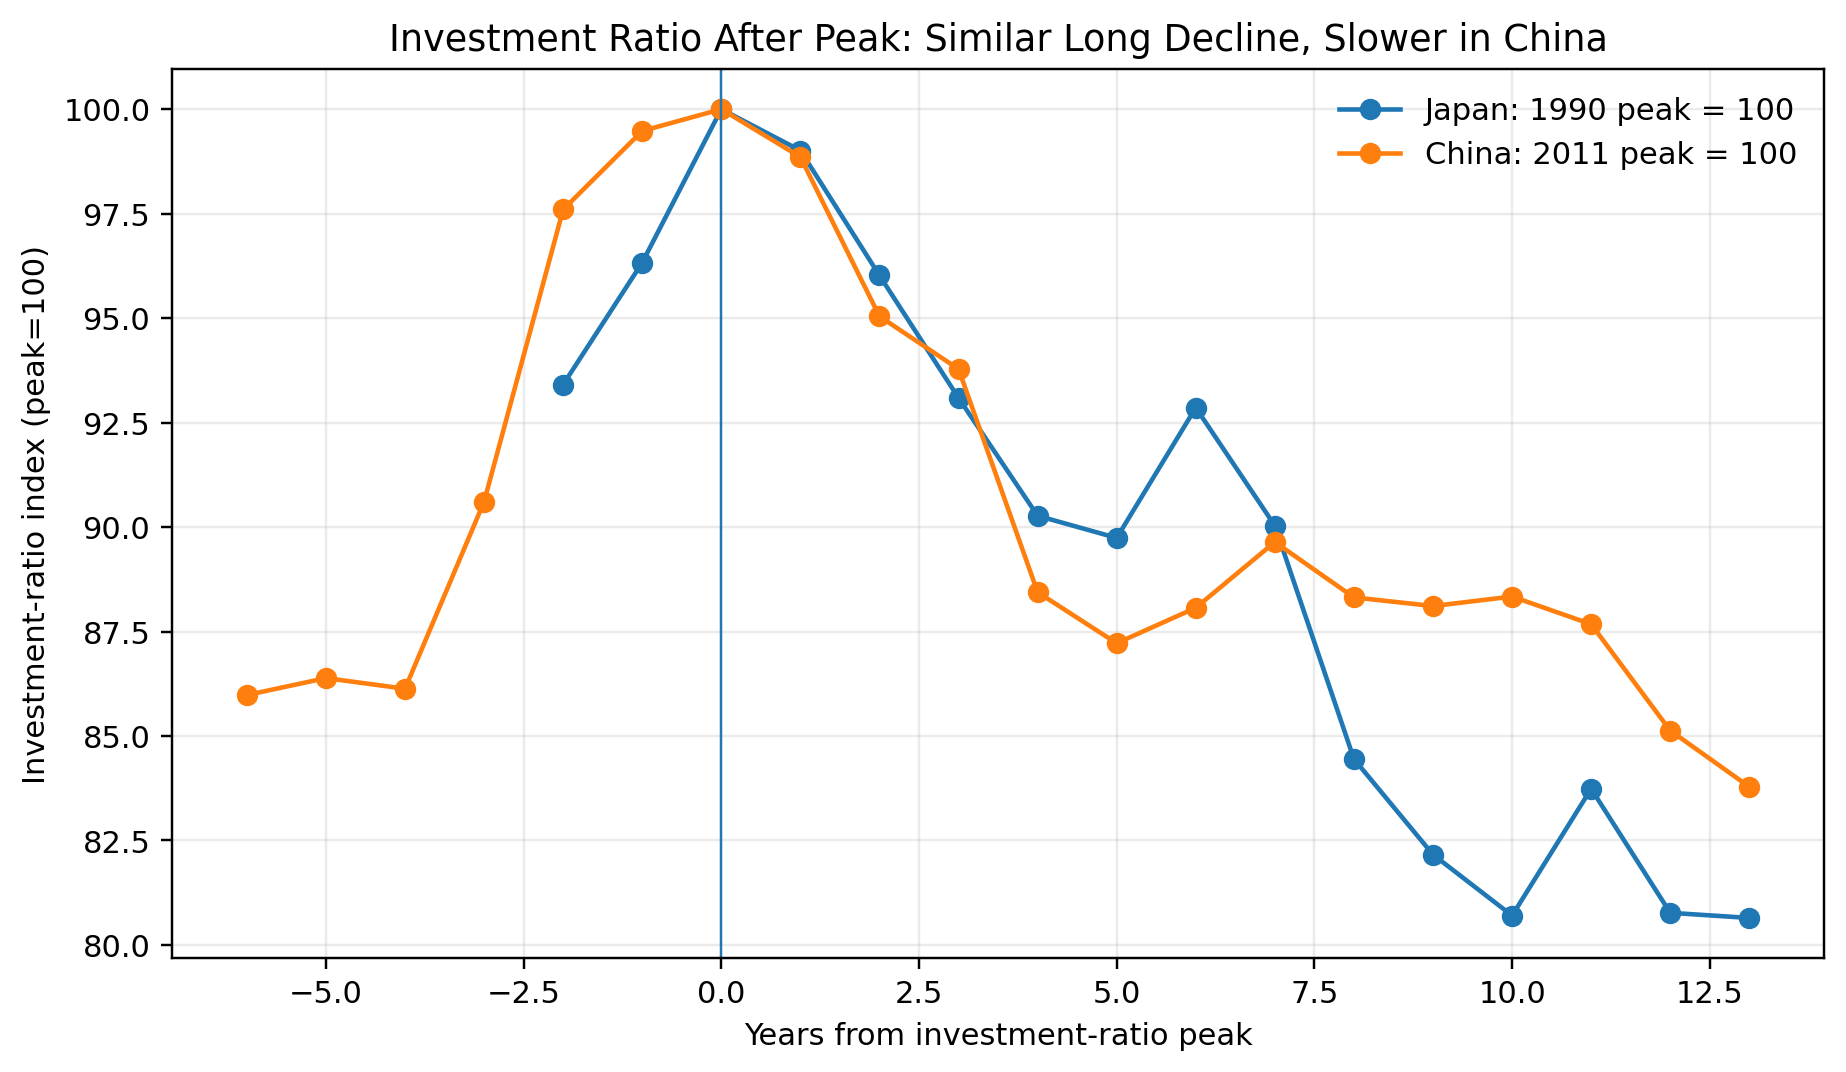 Investment Ratio After Peak: Similar Long Decline, Slower in China
Japan: 1990 peak = 100
China: 2011 peak = 100
Investment-ratio index (peak=100)
100.0
97.5
95.0
92.5
90.0
87.5
85.0
82.5
80.0
−5.0 −2.5 0.0 2.5 5.0 7.5 10.0 12.5
Years from investment-ratio peak